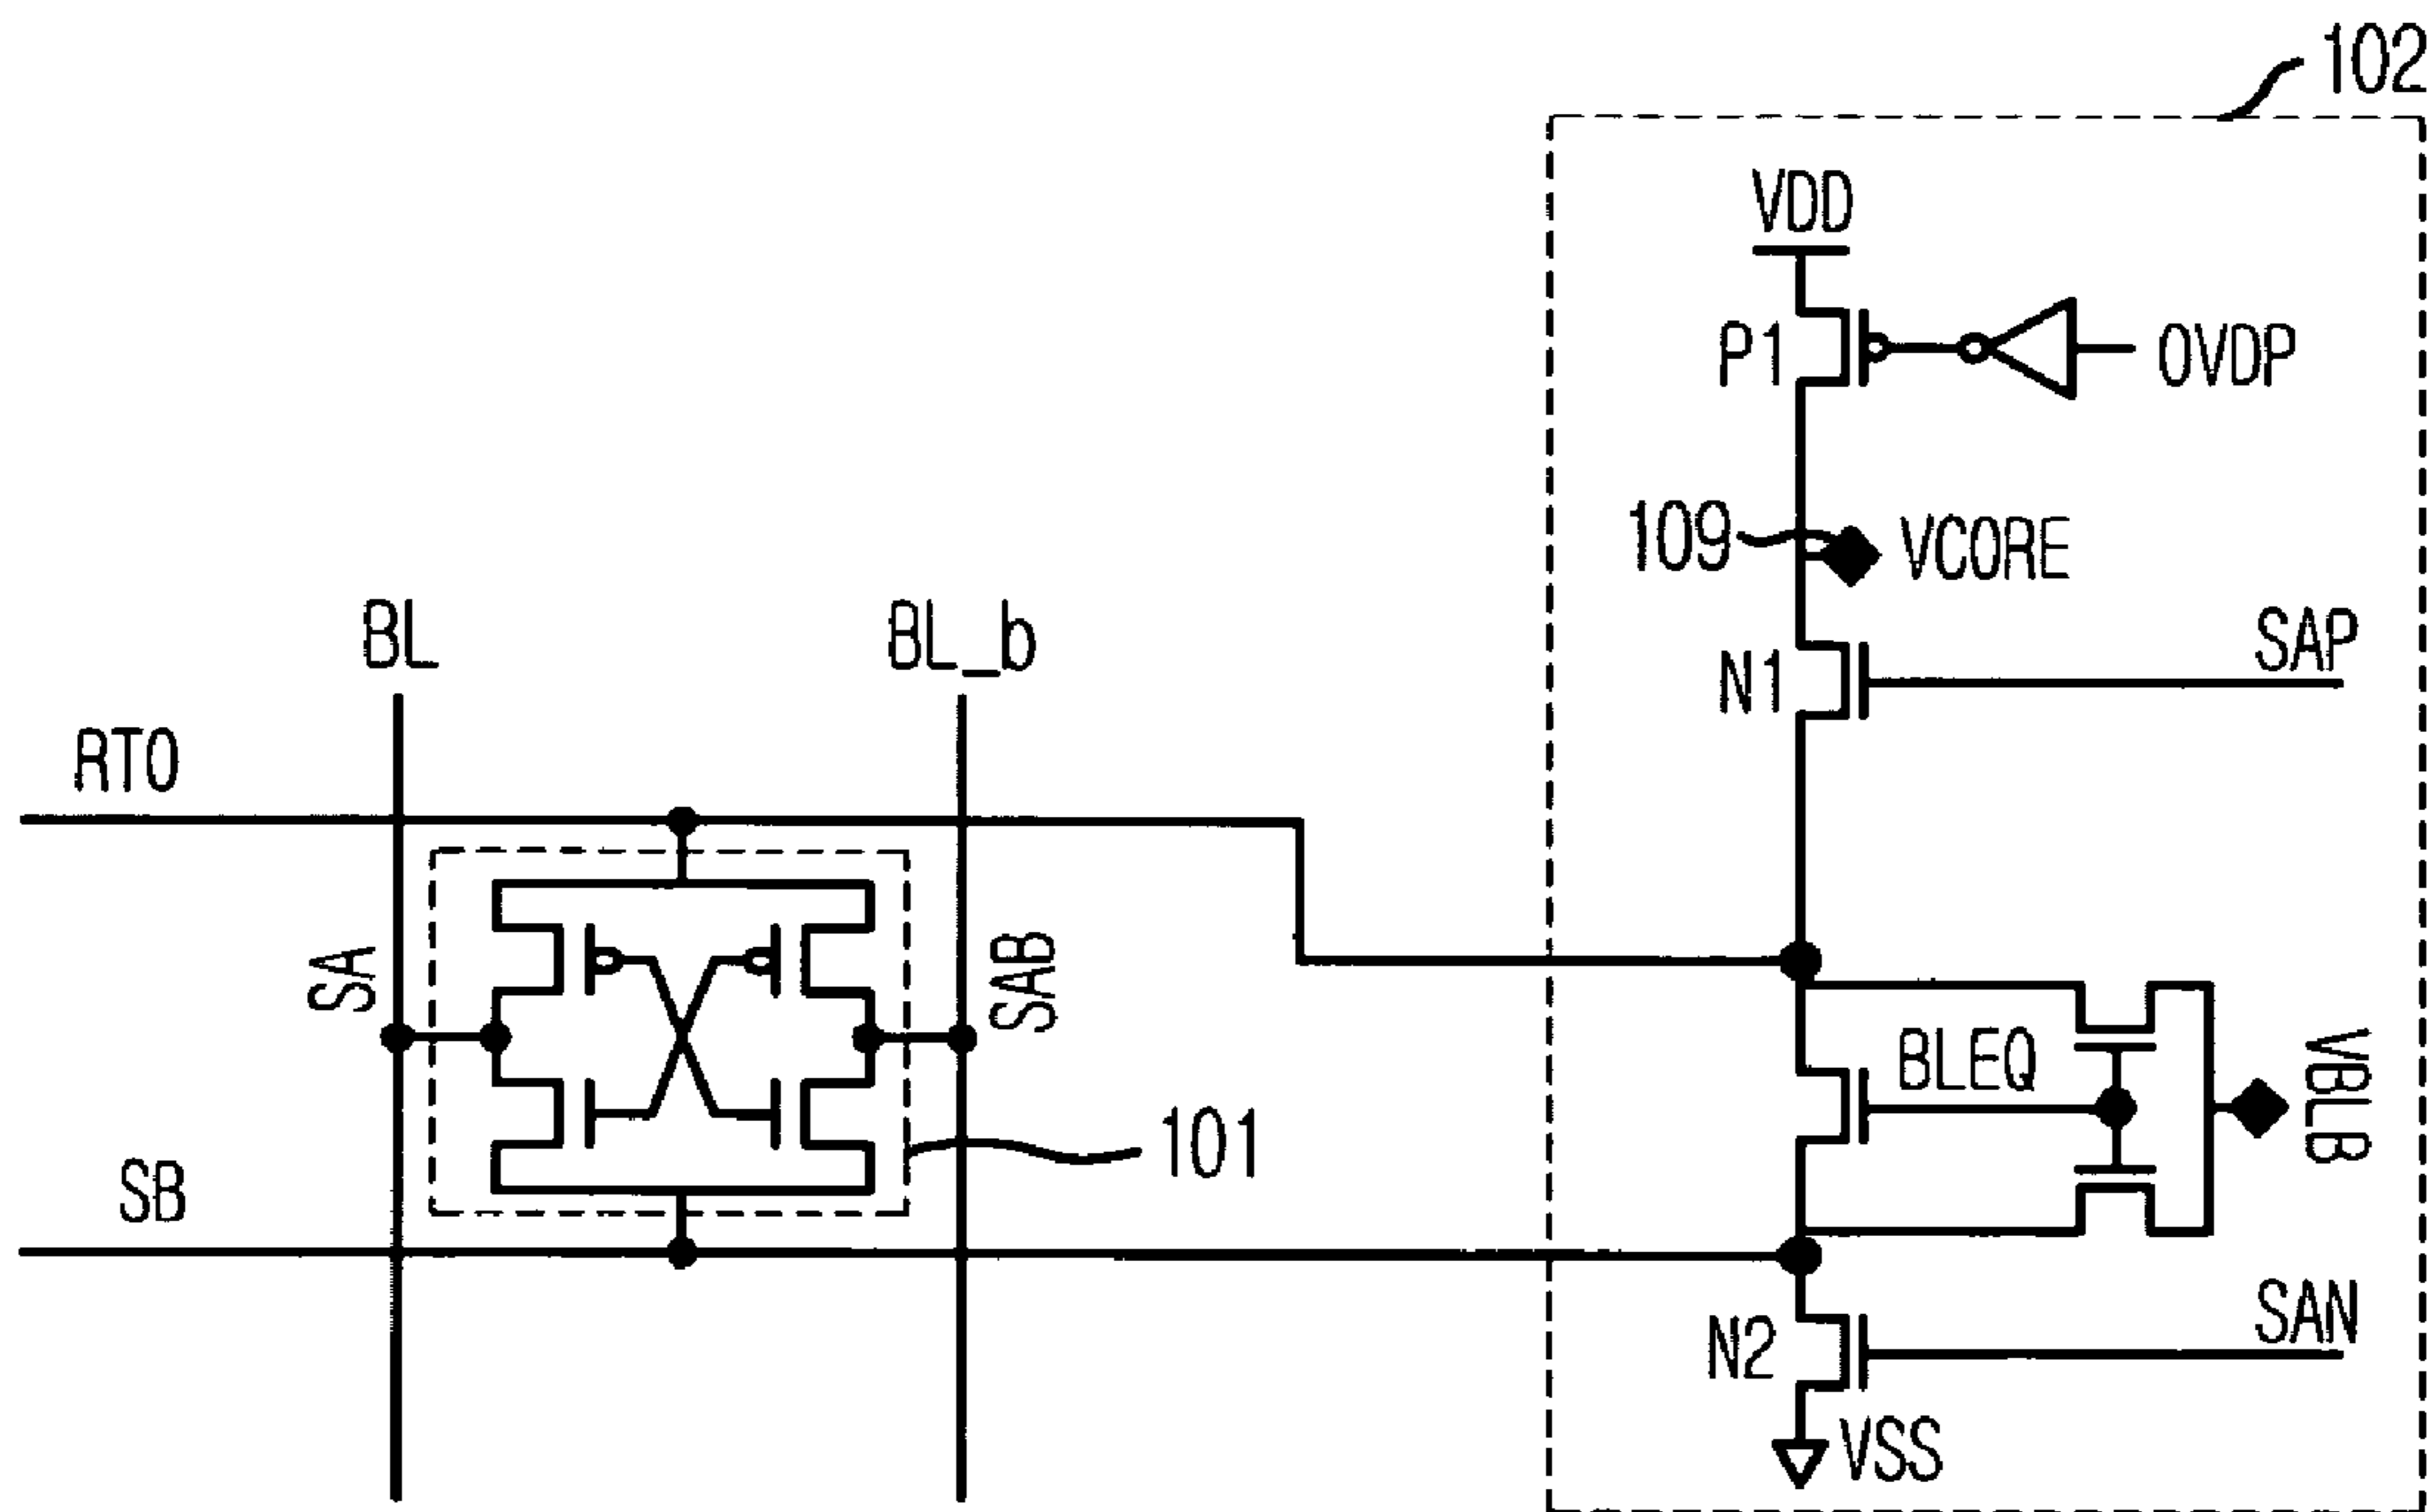 102
VDD
P1
OVDP
109
VCORE
BL
BL_b
SAP
N1
RTO
SA
SAB
BLEQ
VBLB
101
SB
SAN
N2
VSS